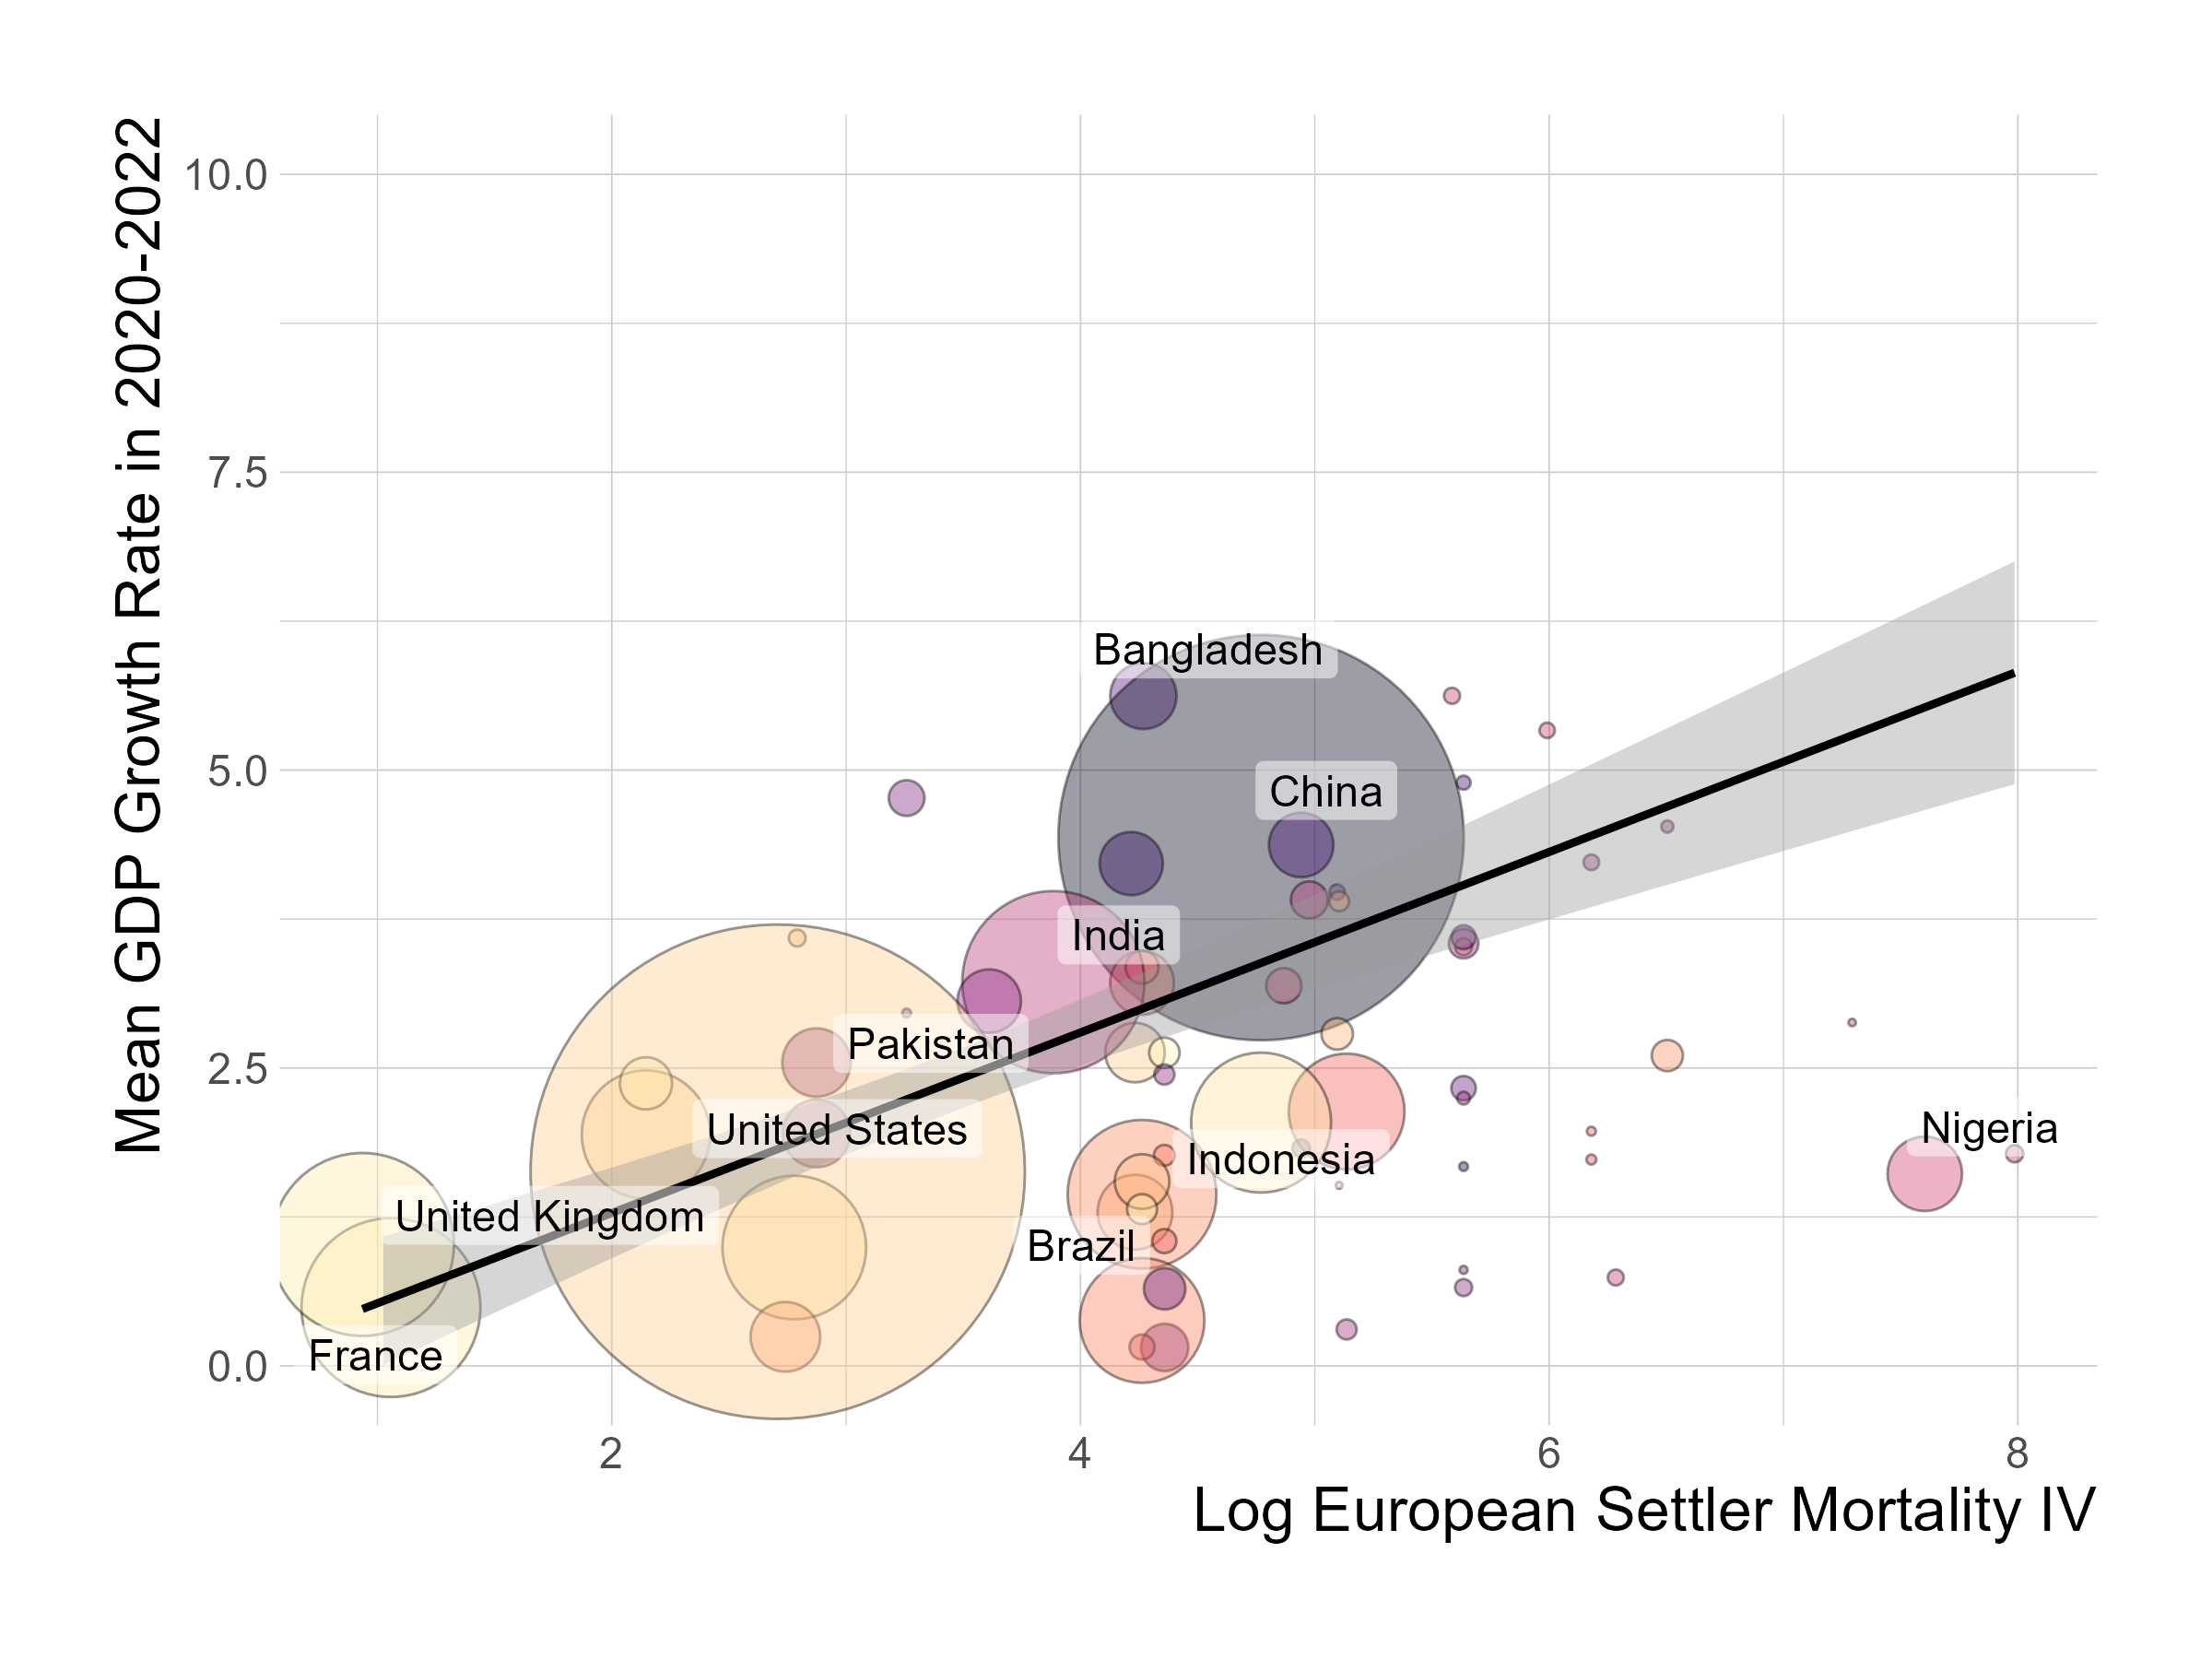 Mean GDP Growth Rate in 2020-2022
10.0
7.5
5.0
2.5
0.0
Bangladesh
China
India
Pakistan
United States
Nigeria
Indonesia
United Kingdom
Brazil
France
2
4
6
8
Log European Settler Mortality IV